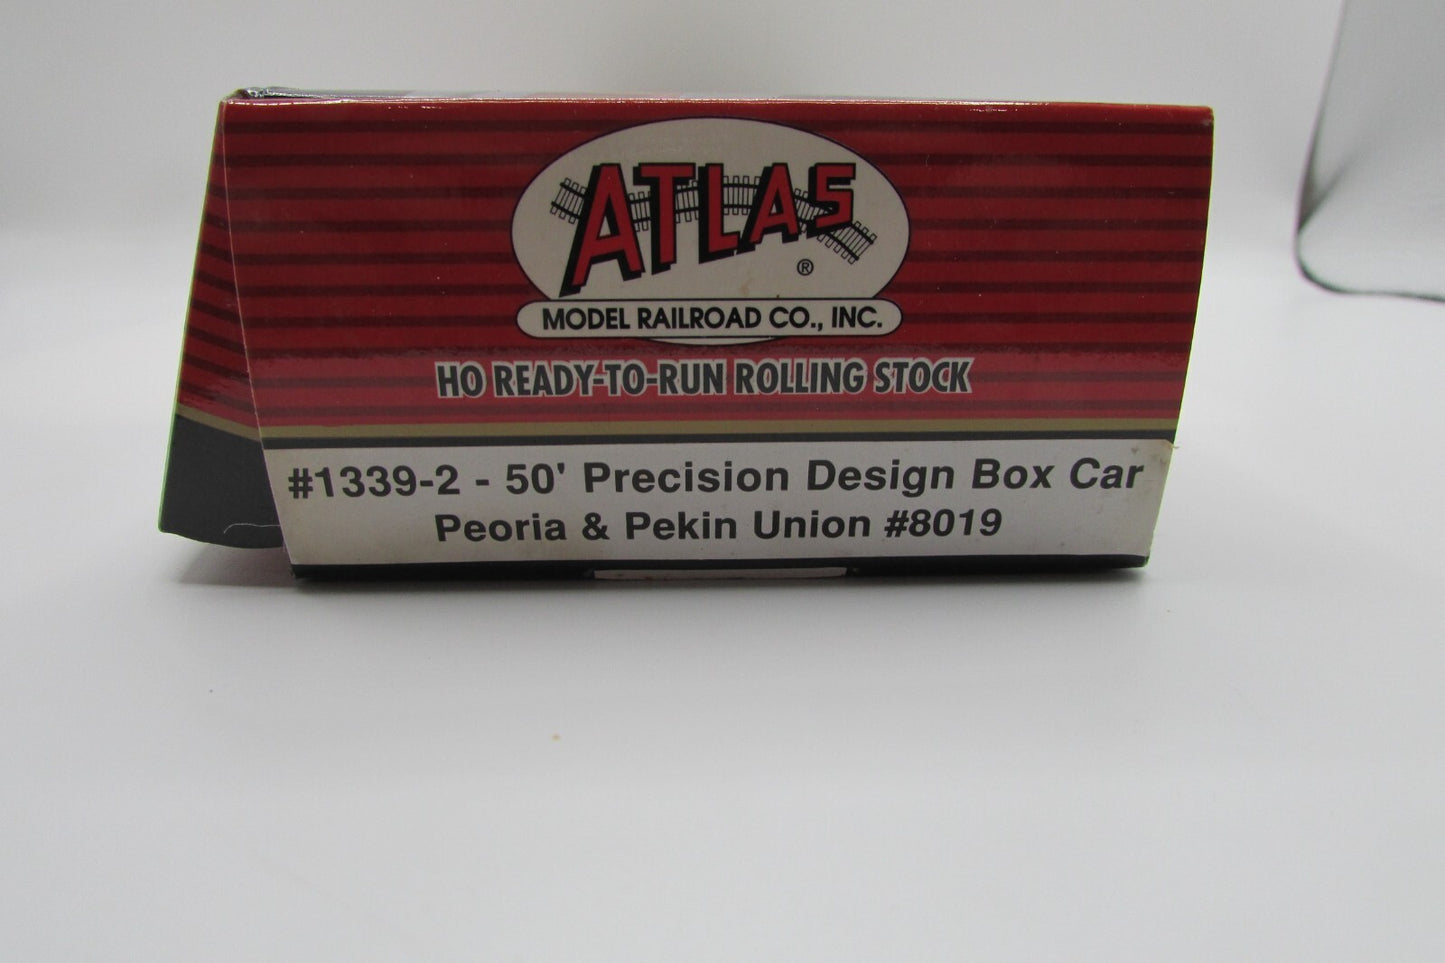 ATLAS
®
MODEL RAILROAD CO., INC.
HO READY-TO-RUN ROLLING STOCK
#1339-2 - 50' Precision Design Box Car
Peoria & Pekin Union #8019